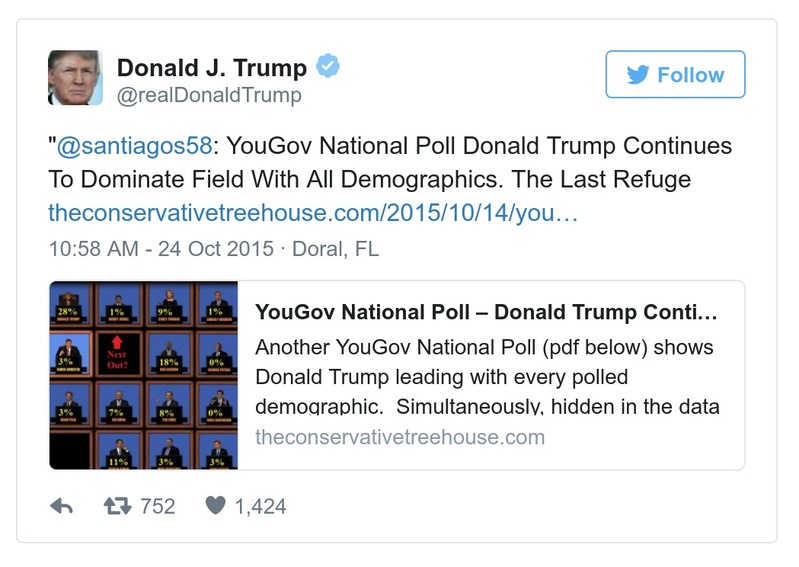 Donald J. Trump
@realDonaldTrump
Follow
"@santiagos58: YouGov National Poll Donald Trump Continues
To Dominate Field With All Demographics. The Last Refuge
theconservativetreehouse.com/2015/10/14/you…
10:58 AM - 24 Oct 2015 · Doral, FL
28% 1% 9% 1%
DONALD TRUMP
3% Next Out? 18% 0%
3% 7% 8% 0%
11% 3% 3%
YouGov National Poll – Donald Trump Conti…
Another YouGov National Poll (pdf below) shows
Donald Trump leading with every polled
demographic. Simultaneously, hidden in the data
theconservativetreehouse.com
752 1,424